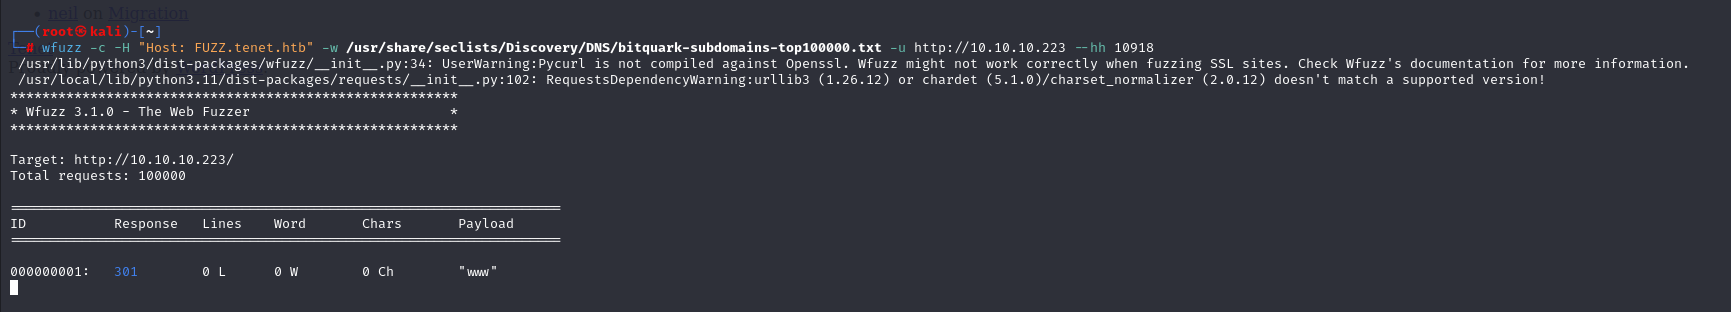 • neil on Migration
┌──(root㉿kali)-[~]
└─# wfuzz -c -H "Host: FUZZ.tenet.htb" -w /usr/share/seclists/Discovery/DNS/bitquark-subdomains-top100000.txt -u http://10.10.10.223 --hh 10918
/usr/lib/python3/dist-packages/wfuzz/__init__.py:34: UserWarning:Pycurl is not compiled against Openssl. Wfuzz might not work correctly when fuzzing SSL sites. Check Wfuzz's documentation for more information.
/usr/local/lib/python3.11/dist-packages/requests/__init__.py:102: RequestsDependencyWarning:urllib3 (1.26.12) or chardet (5.1.0)/charset_normalizer (2.0.12) doesn't match a supported version!
********************************************************
* Wfuzz 3.1.0 - The Web Fuzzer                         *
********************************************************
Target: http://10.10.10.223/
Total requests: 100000
=====================================================================
ID           Response   Lines    Word       Chars       Payload
=====================================================================
000000001:   301        0 L      0 W        0 Ch        "www"